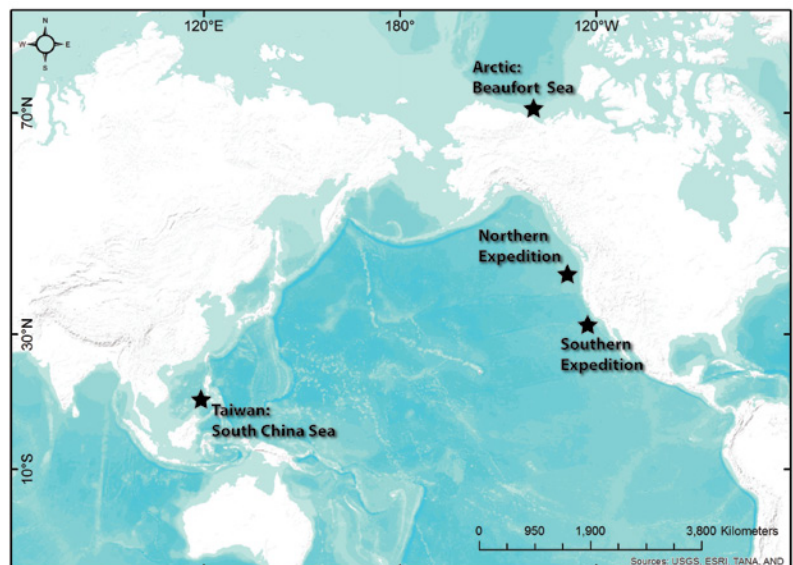 120°E 180° 120°W
N
W E
S
Arctic:
Beaufort Sea
70°N
Northern
Expedition
30°N
Southern
Expedition
Taiwan:
South China Sea
10°S
0 950 1,900 3,800 Kilometers
Sources: USGS, ESRI, TANA, AND